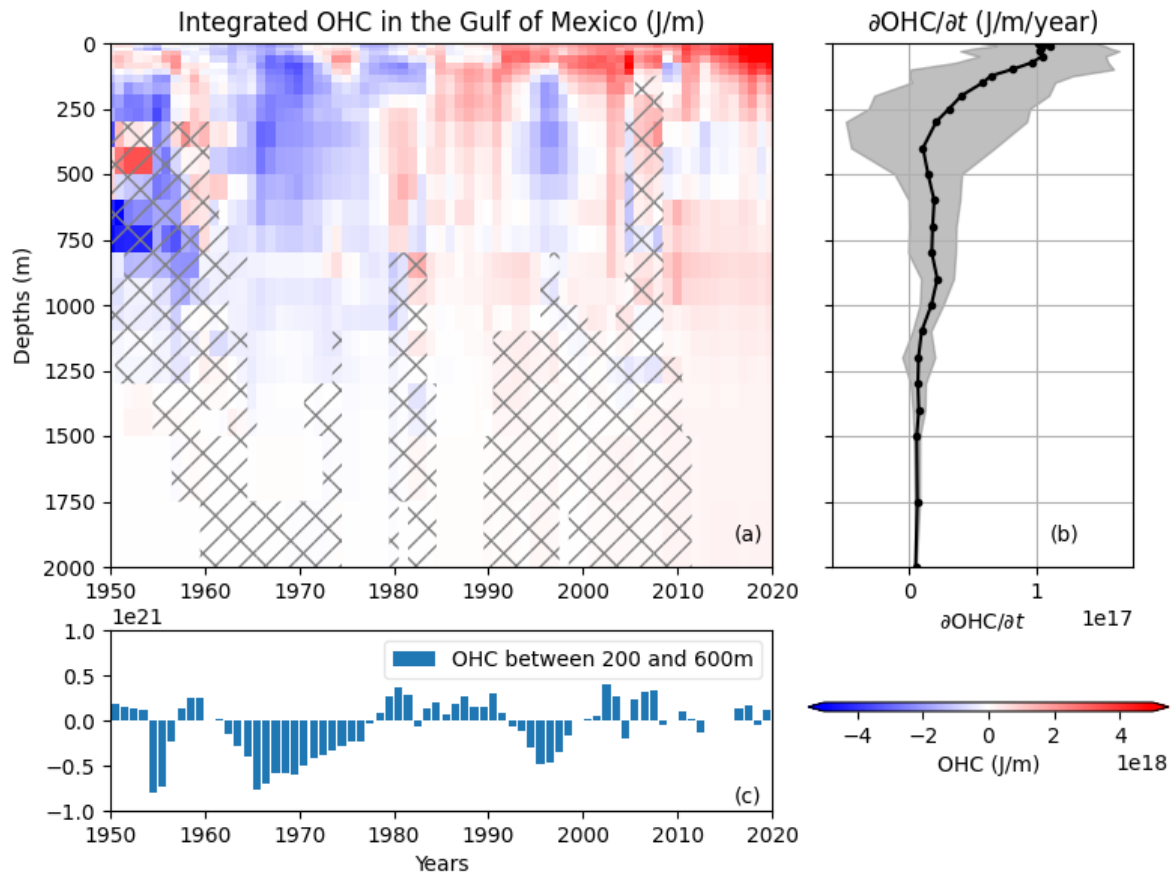 Integrated OHC in the Gulf of Mexico (J/m)
∂OHC/∂t (J/m/year)
0
250
500
750
1000
1250
1500
1750
2000
Depths (m)
(a)
1950 1960 1970 1980 1990 2000 2010 2020
(b)
0 1
∂OHC/∂t 1e17
1e21
1.0
0.5
0.0
−0.5
−1.0
OHC between 200 and 600m
(c)
1950 1960 1970 1980 1990 2000 2010 2020
Years
−4 −2 0 2 4
OHC (J/m) 1e18